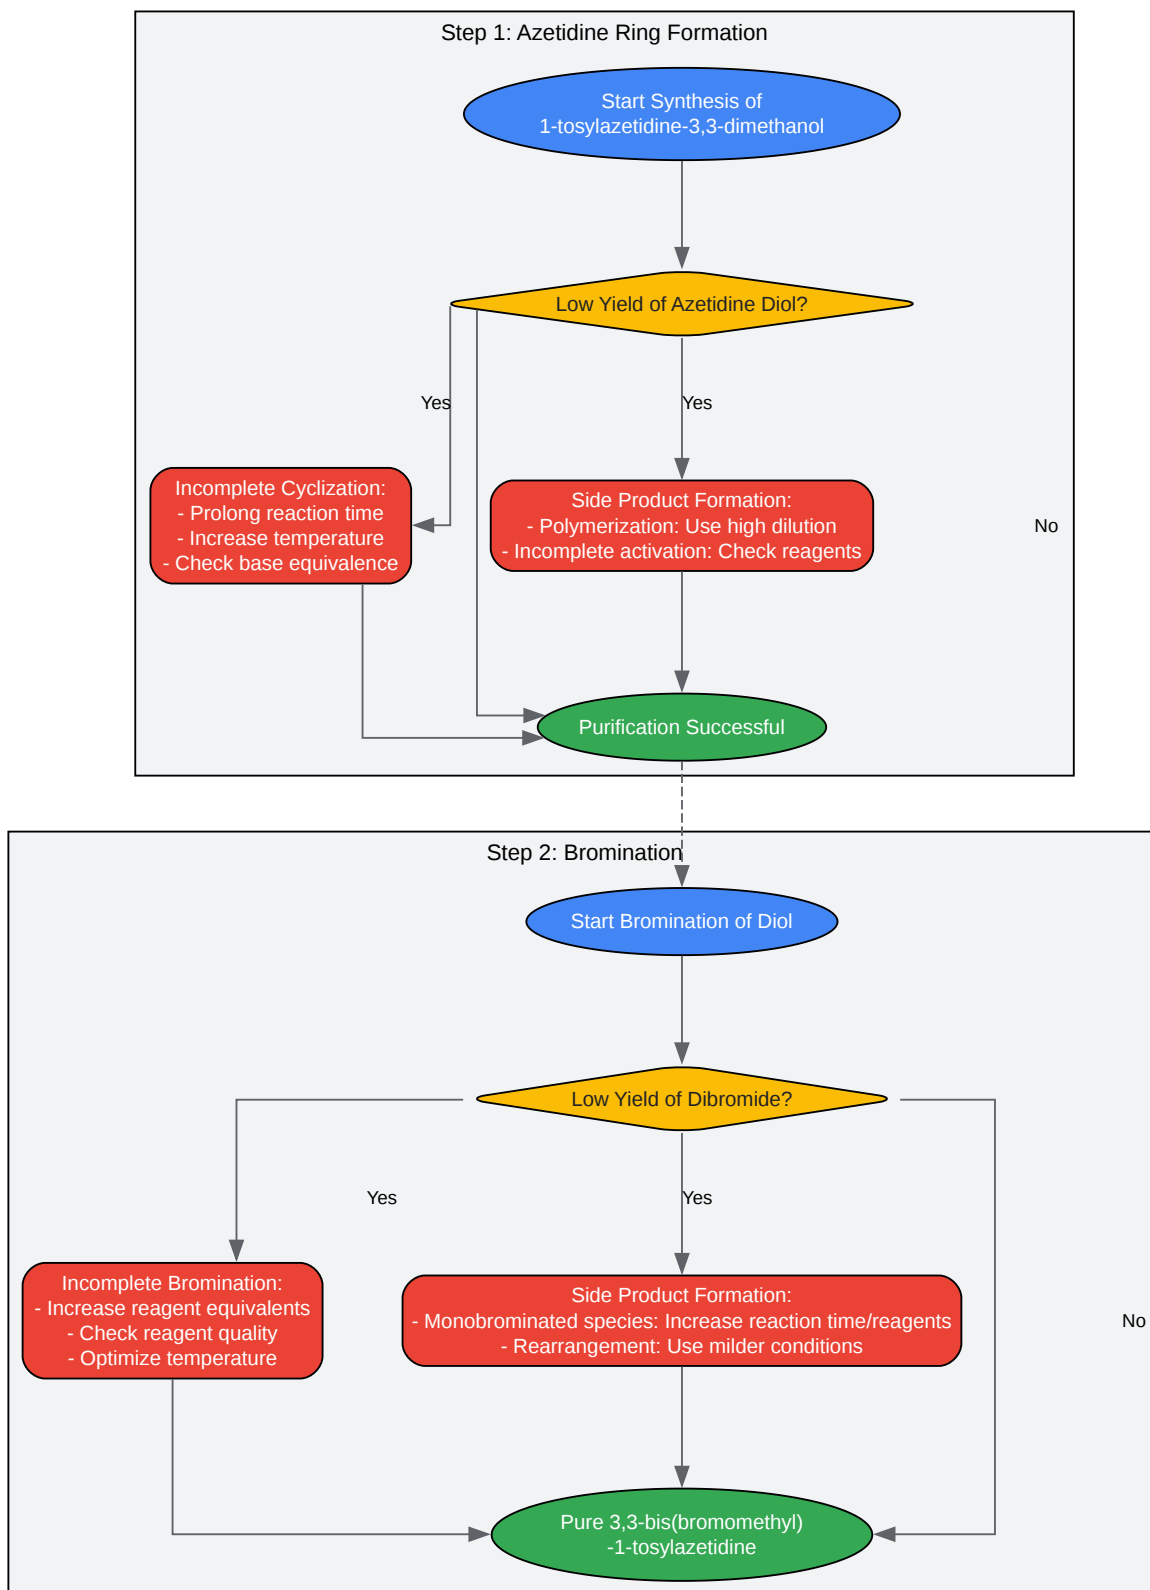 Step 1: Azetidine Ring Formation
Start Synthesis of
1-tosylazetidine-3,3-dimethanol
Low Yield of Azetidine Diol?
Yes
Yes
Incomplete Cyclization:
- Prolong reaction time
- Increase temperature
- Check base equivalence
Side Product Formation:
- Polymerization: Use high dilution
- Incomplete activation: Check reagents
No
Purification Successful
Step 2: Bromination
Start Bromination of Diol
Low Yield of Dibromide?
Yes
Yes
Incomplete Bromination:
- Increase reagent equivalents
- Check reagent quality
- Optimize temperature
Side Product Formation:
- Monobrominated species: Increase reaction time/reagents
- Rearrangement: Use milder conditions
No
Pure 3,3-bis(bromomethyl)
-1-tosylazetidine